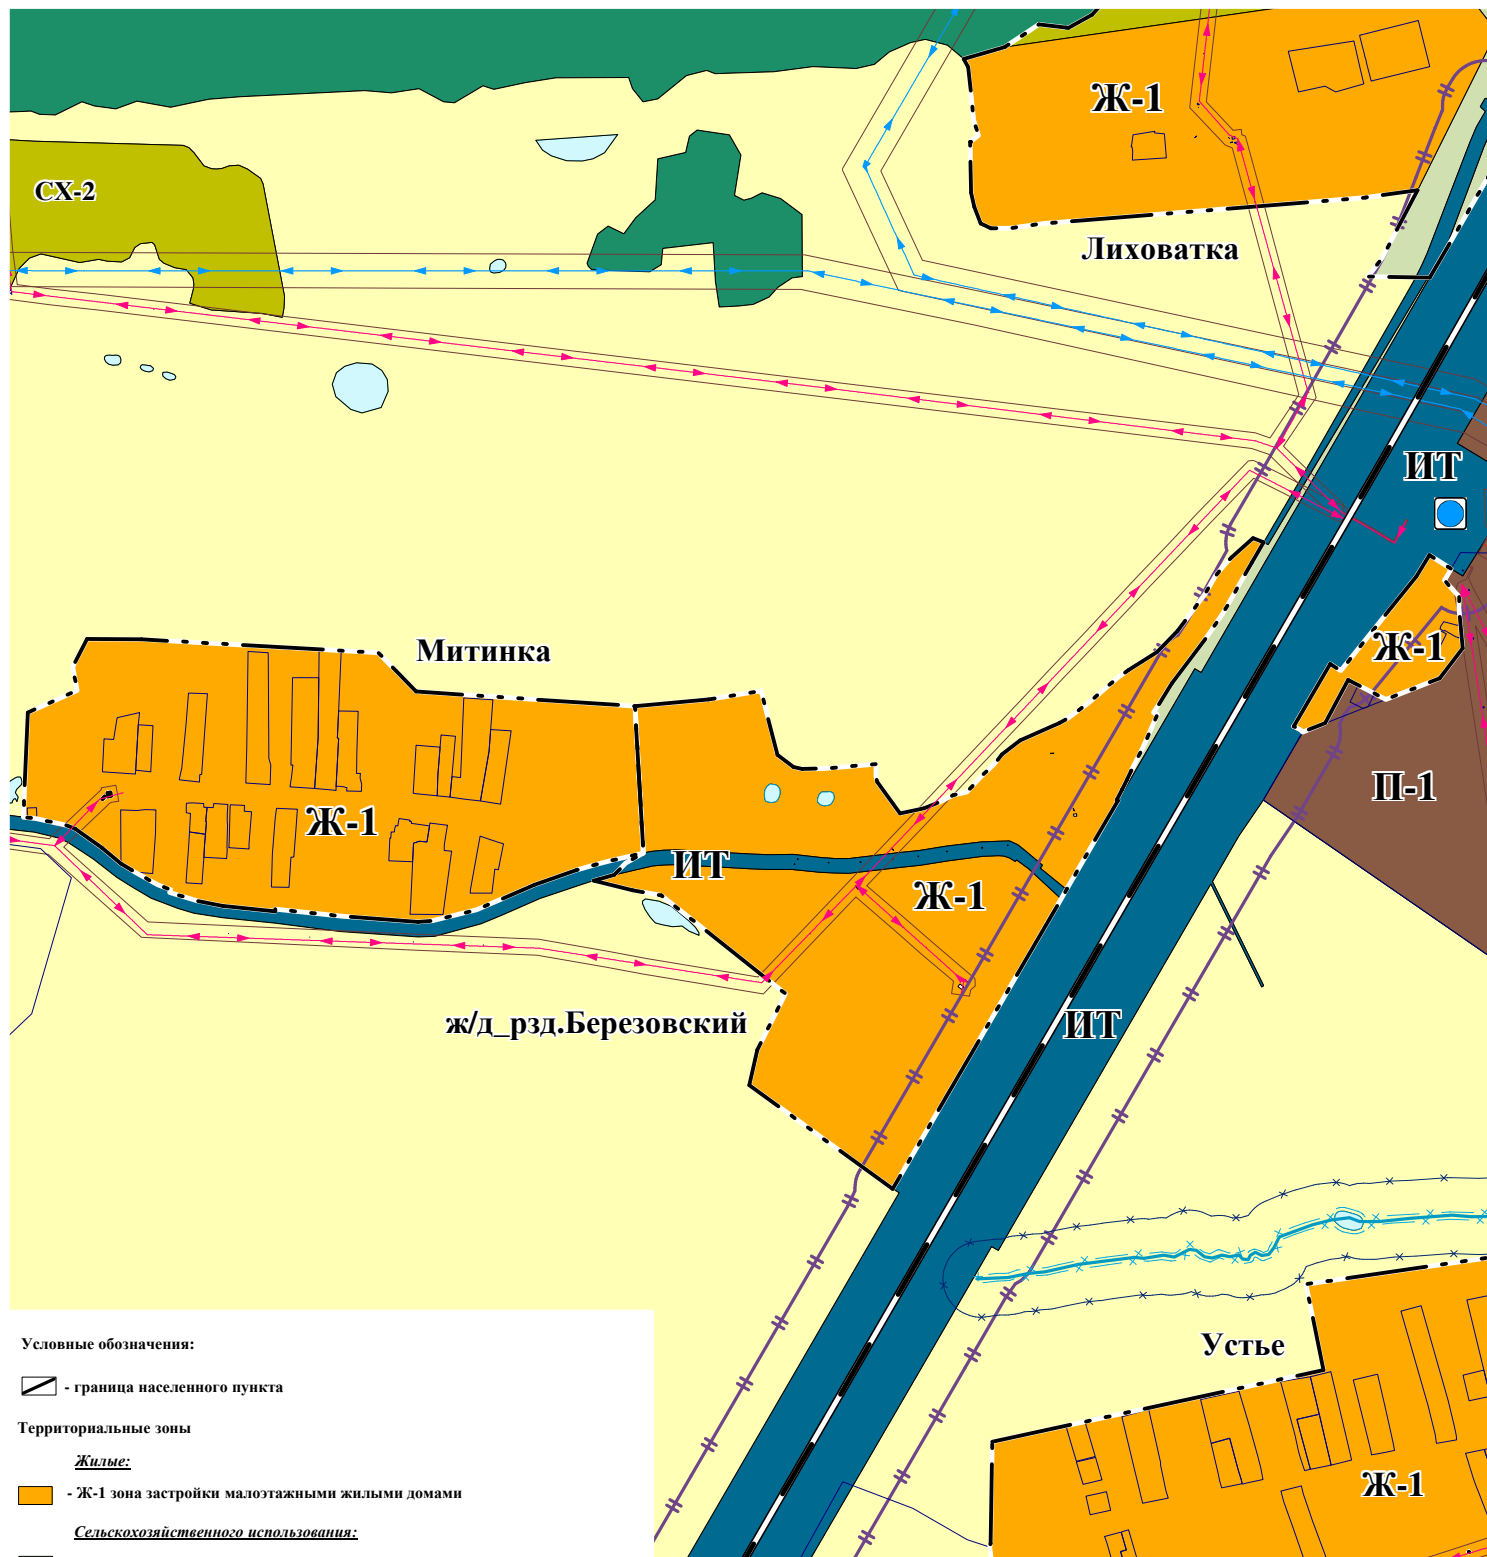 Ж-1
СХ-2
Лиховатка
ИТ
Митинка
Ж-1
П-1
Ж-1
ИТ
Ж-1
ж/д_рзд.Березовский
ИТ
Устье
Ж-1
Условные обозначения:
- граница населенного пункта
Территориальные зоны
Жилые:
- Ж-1 зона застройки малоэтажными жилыми домами
Сельскохозяйственного использования: